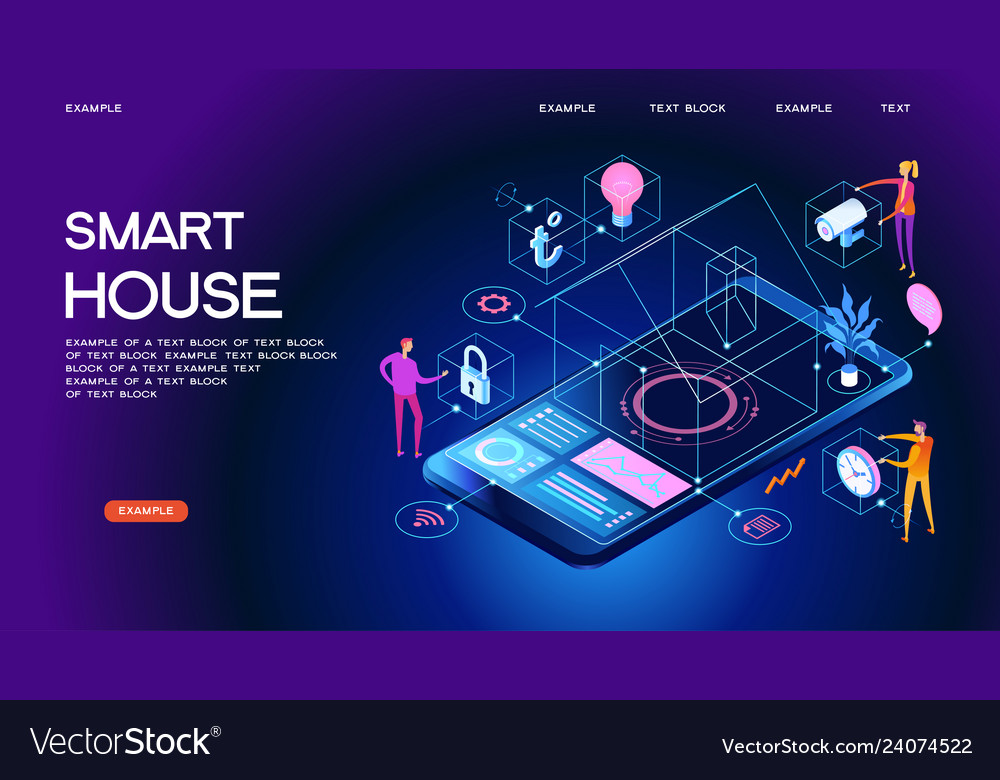 EXAMPLE
EXAMPLE TEXT BLOCK EXAMPLE TEXT
SMART
HOUSE
EXAMPLE OF A TEXT BLOCK OF TEXT BLOCK
OF TEXT BLOCK EXAMPLE TEXT BLOCK BLOCK
BLOCK OF A TEXT EXAMPLE TEXT
EXAMPLE OF A TEXT BLOCK
OF TEXT BLOCK
EXAMPLE
t°
VectorStock®
VectorStock.com/24074522